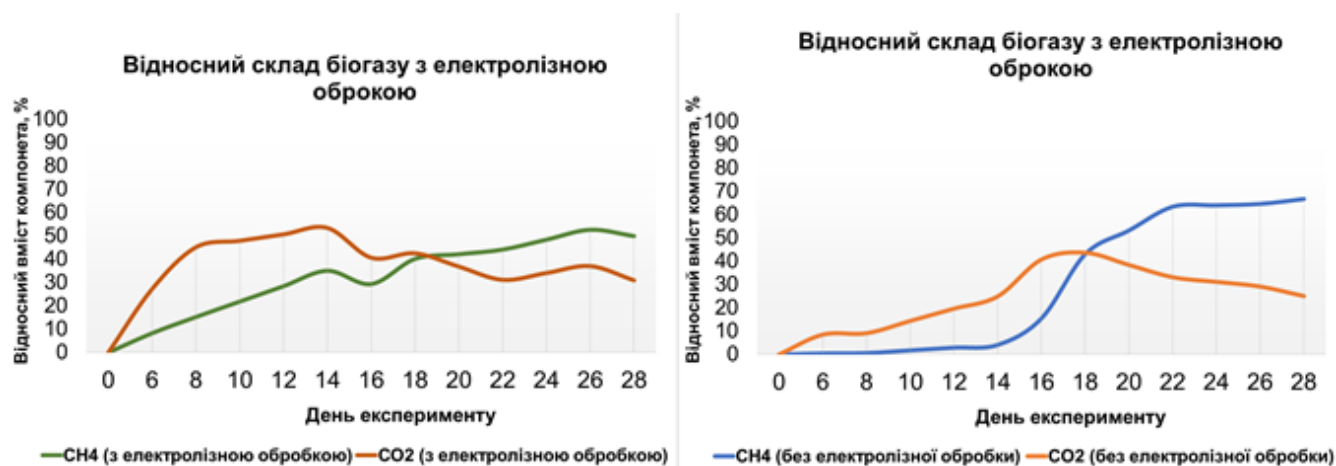 Відносний склад біогазу з електролізною
оброкою
Відносний вміст компонета, %
100
90
80
70
60
50
40
30
20
10
0
0 6 8 10 12 14 16 18 20 22 24 26 28
День експерименту
CH4 (з електролізною обробкою) CO2 (з електролізною обробкою)
Відносний склад біогазу з електролізною
оброкою
Відносний вміст компонета, %
100
90
80
70
60
50
40
30
20
10
0
0 6 8 10 12 14 16 18 20 22 24 26 28
День експерименту
CH4 (без електролізної обробки) CO2 (без електролізної обробки)